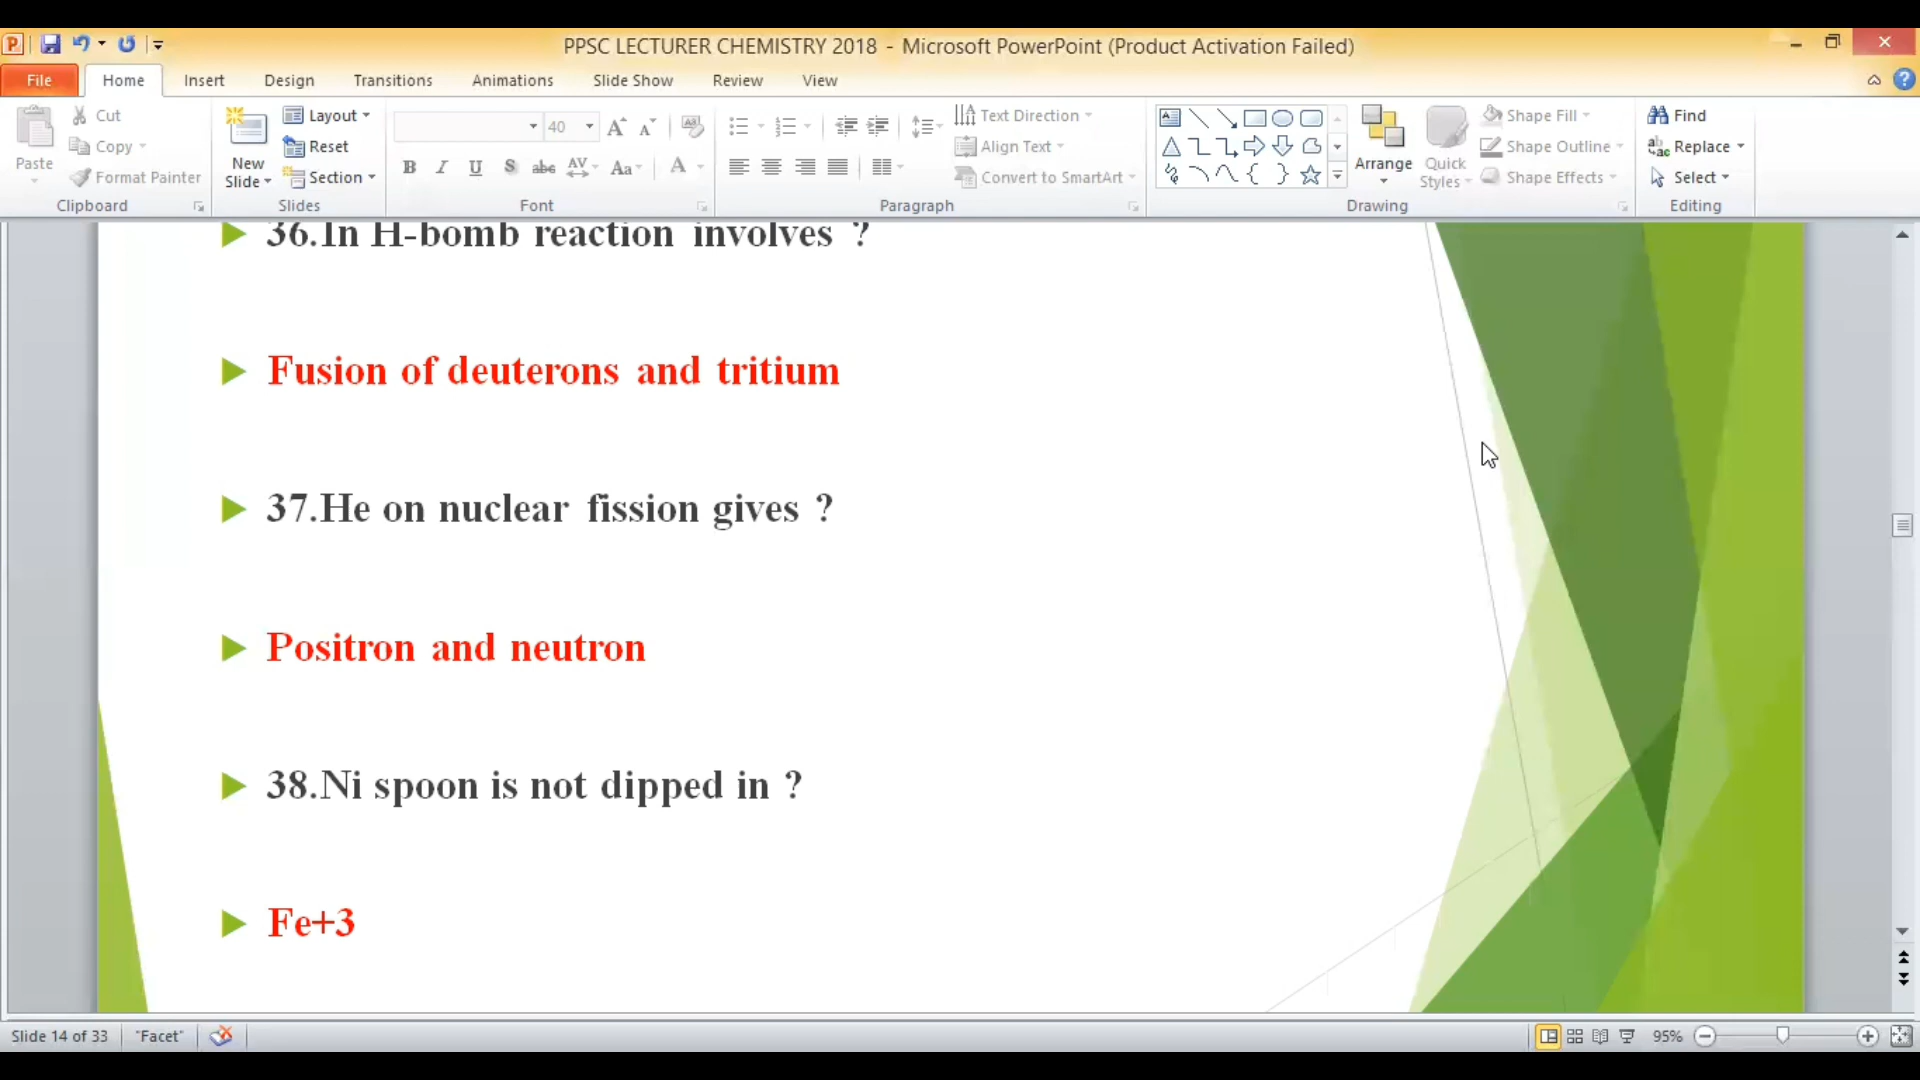 PPSC LECTURER CHEMISTRY 2018 - Microsoft PowerPoint (Product Activation Failed)
File Home Insert Design Transitions Animations Slide Show Review View
Paste
Cut
Copy
Format Painter
Clipboard
New Slide
Layout
Reset
Section
Slides
40
B I U S abc AV Aa A
Font
Text Direction
Align Text
Convert to SmartArt
Paragraph
Arrange
Quick Styles
Shape Fill
Shape Outline
Shape Effects
Drawing
Find
Replace
Select
Editing
36.In H-bomb reaction involves ?
Fusion of deuterons and tritium
37.He on nuclear fission gives ?
Positron and neutron
38.Ni spoon is not dipped in ?
Fe+3
Slide 14 of 33 "Facet" 95%